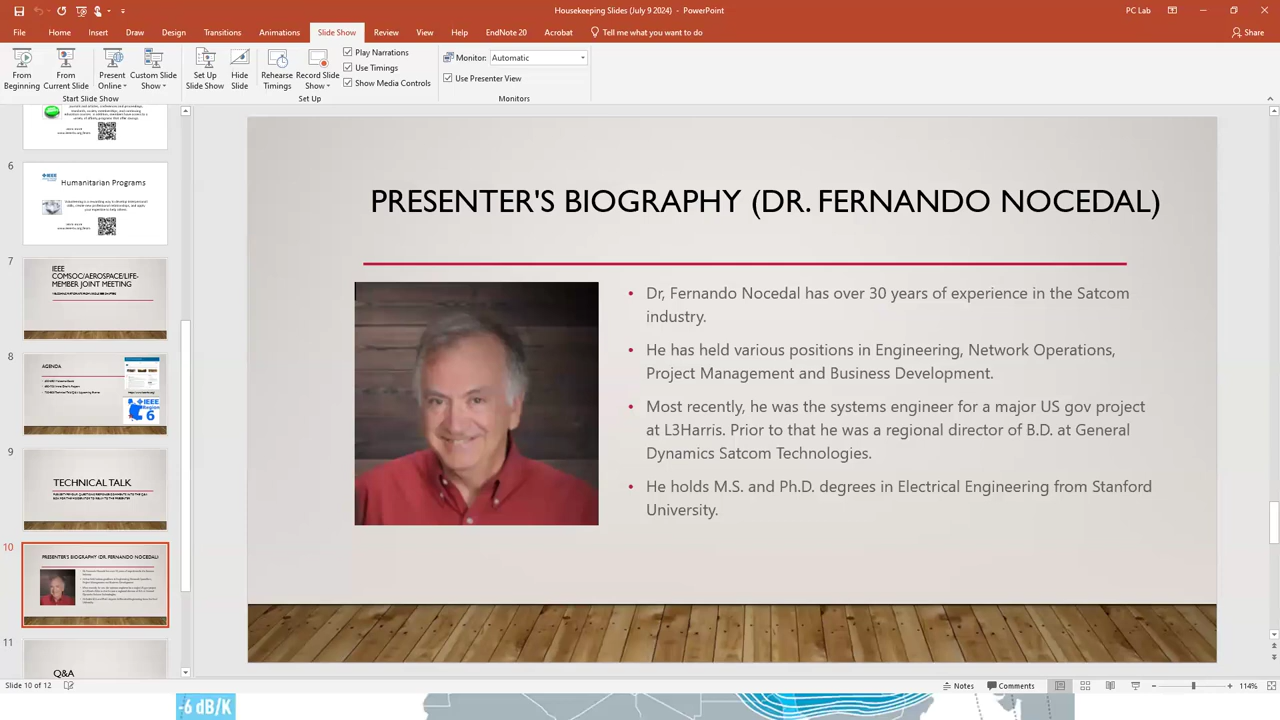 Housekeeping Slides (July 9 2024) - PowerPoint
PC Lab
File Home Insert Draw Design Transitions Animations Slide Show Review View Help EndNote 20 Acrobat Tell me what you want to do
Share
From Beginning
From Current Slide
Present Online
Custom Slide Show
Set Up Slide Show
Hide Slide
Rehearse Timings
Record Slide Show
Play Narrations
Use Timings
Show Media Controls
Monitor: Automatic
Use Presenter View
Start Slide Show
Set Up
Monitors
6
IEEE
Humanitarian Programs
7
IEEE
COMSOC/AEROSPACE/LIFE-
MEMBER JOINT MEETING
8
AGENDA
IEEE
Region
6
9
TECHNICAL TALK
10
PRESENTER'S BIOGRAPHY (DR. FERNANDO NOCEDAL)
11
Q&A
PRESENTER'S BIOGRAPHY (DR. FERNANDO NOCEDAL)
• Dr, Fernando Nocedal has over 30 years of experience in the Satcom
industry.
• He has held various positions in Engineering, Network Operations,
Project Management and Business Development.
• Most recently, he was the systems engineer for a major US gov project
at L3Harris. Prior to that he was a regional director of B.D. at General
Dynamics Satcom Technologies.
• He holds M.S. and Ph.D. degrees in Electrical Engineering from Stanford
University.
Slide 10 of 12
Notes
Comments
114%
-6 dB/K